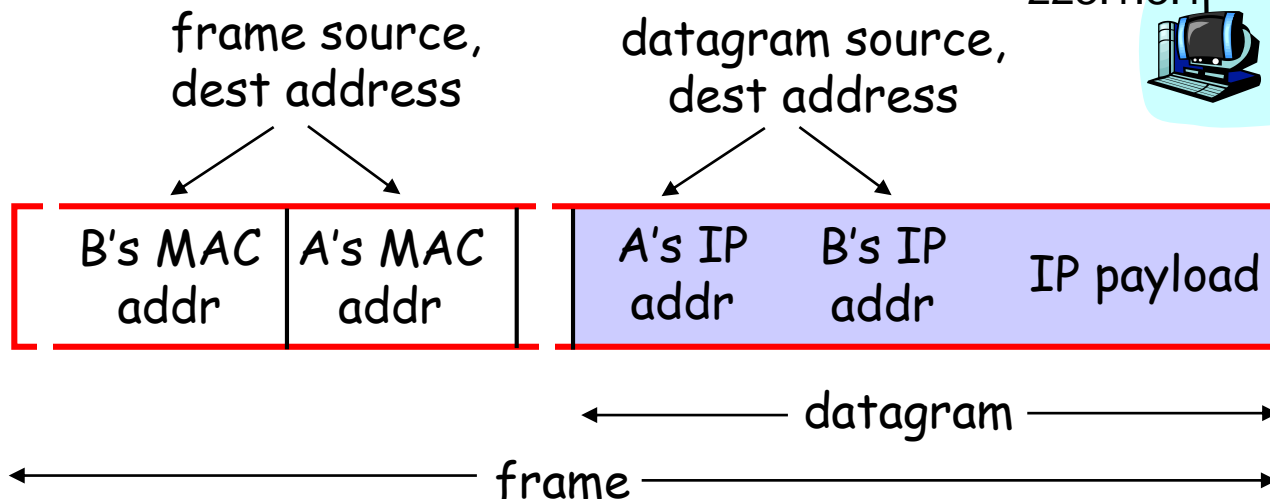 frame source,
dest address
datagram source,
dest address
B's MAC
addr
A's MAC
addr
A's IP
addr
B's IP
addr
IP payload
datagram
frame